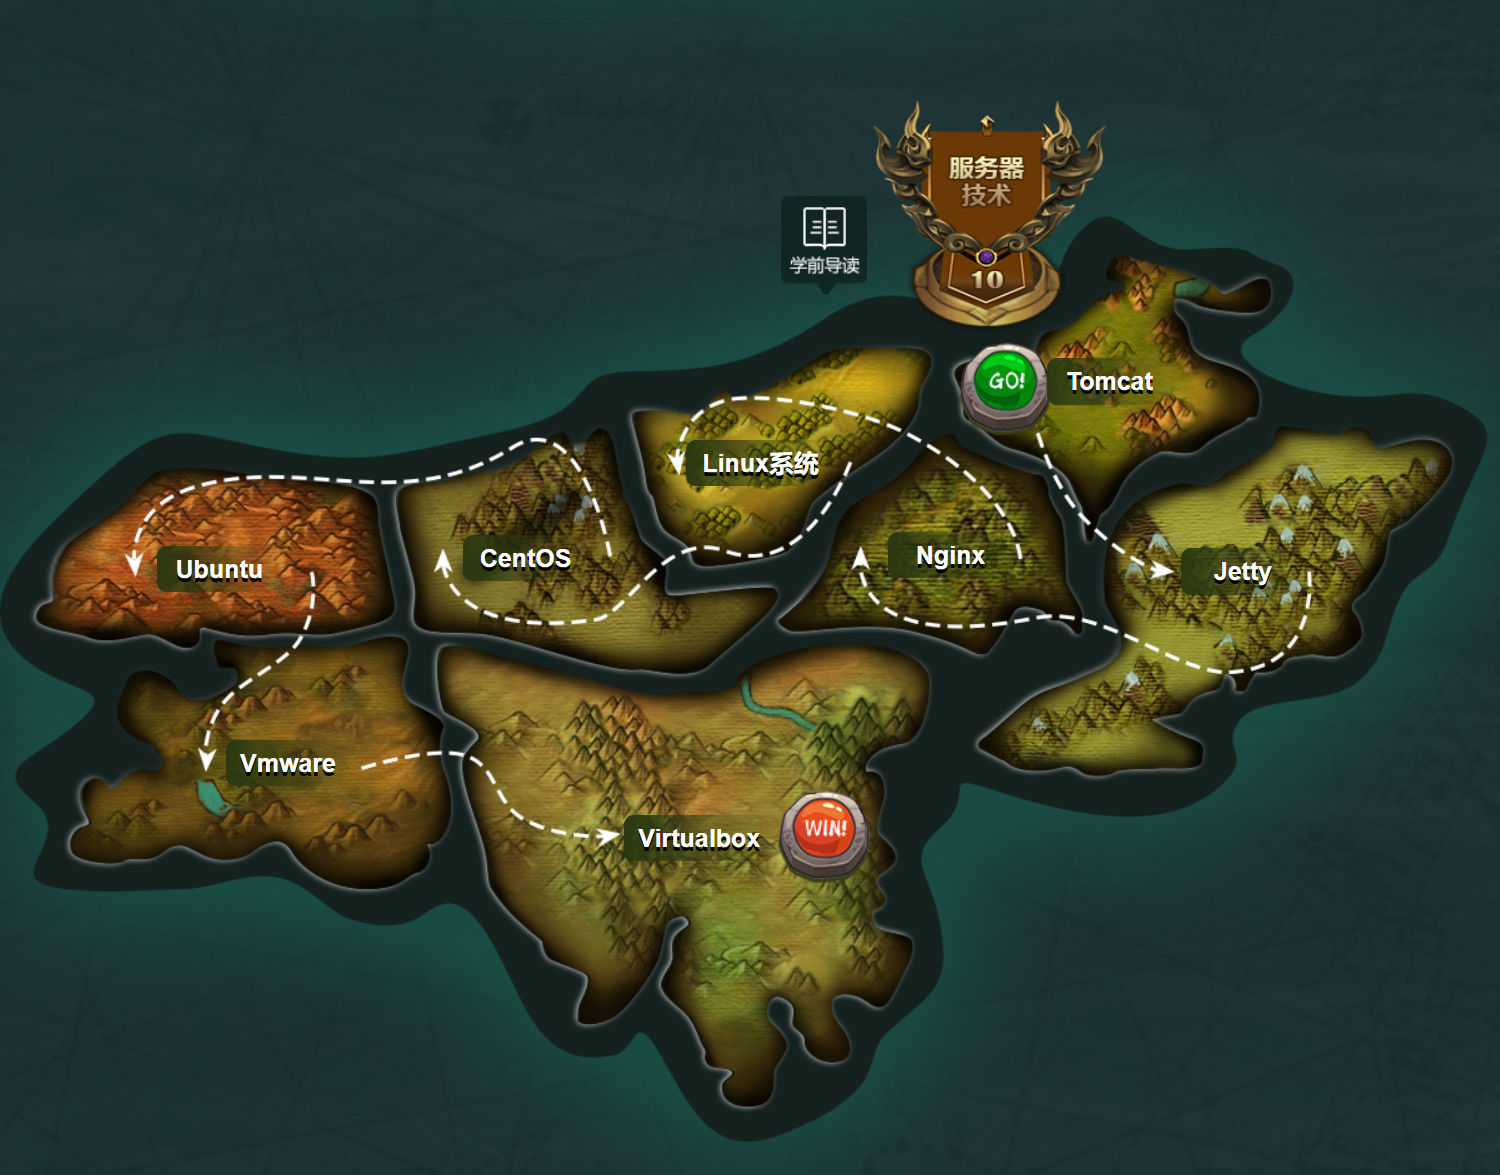 服务器
技术
10
学前导读
GO!
Tomcat
Linux系统
Nginx
CentOS
Ubuntu
Jetty
Vmware
Virtualbox
WIN!